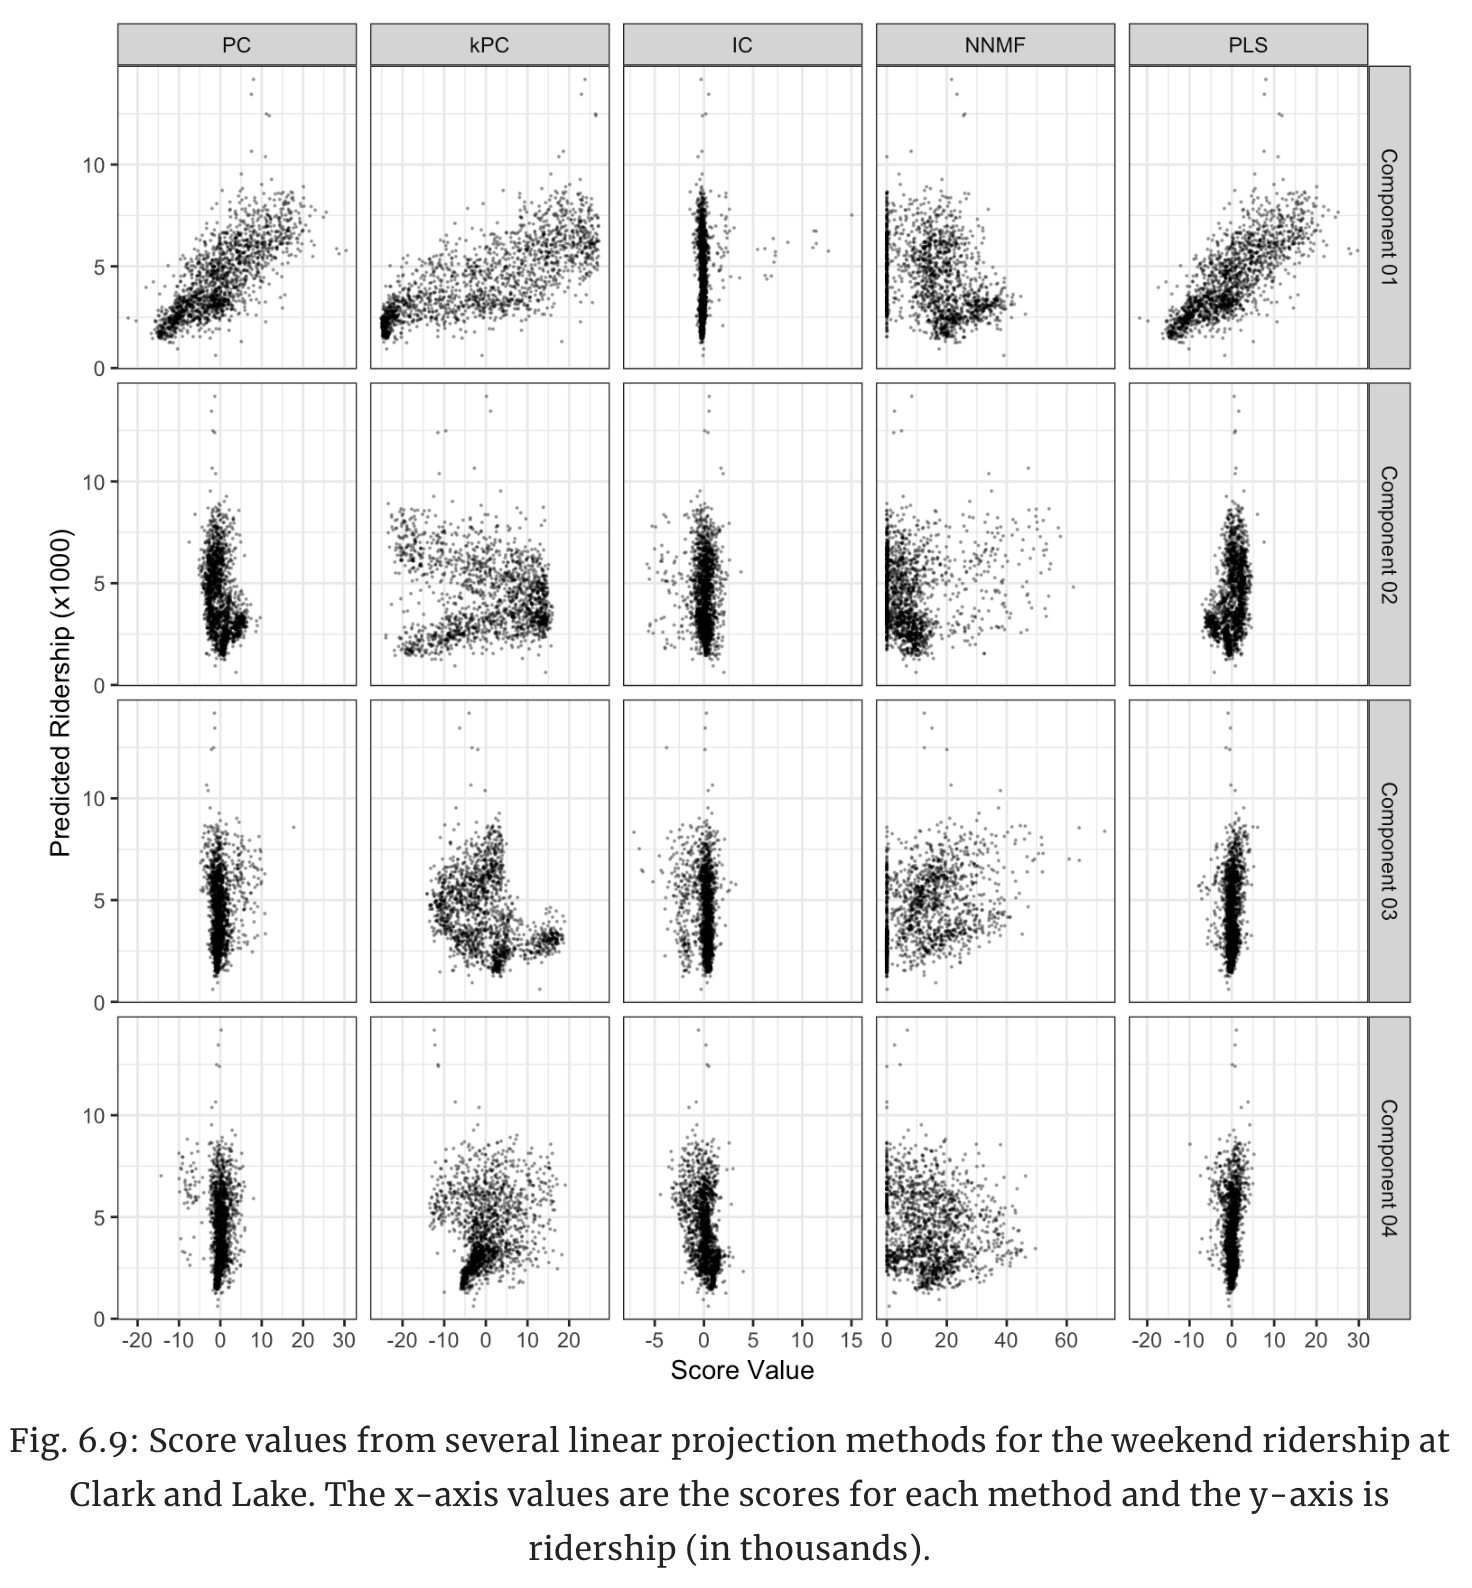 PC kPC IC NNMF PLS
Component 01
10
5
0
Component 02
10
5
0
Component 03
10
5
0
Component 04
10
5
0
Predicted Ridership (x1000)
-20 -10 0 10 20 30 -20 -10 0 10 20 -5 0 5 10 15 0 20 40 60 -20 -10 0 10 20 30
Score Value
Fig. 6.9: Score values from several linear projection methods for the weekend ridership at
Clark and Lake. The x-axis values are the scores for each method and the y-axis is
ridership (in thousands).